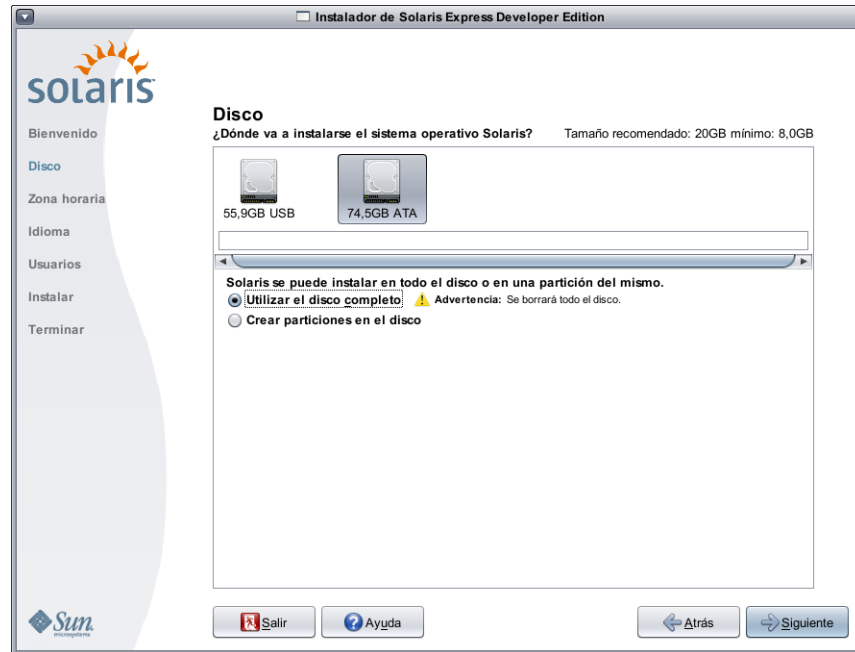 Instalador de Solaris Express Developer Edition
solaris
Bienvenido
Disco
Zona horaria
Idioma
Usuarios
Instalar
Terminar
Disco
¿Dónde va a instalarse el sistema operativo Solaris? Tamaño recomendado: 20GB mínimo: 8,0GB
55,9GB USB 74,5GB ATA
Solaris se puede instalar en todo el disco o en una partición del mismo.
Utilizar el disco completo Advertencia: Se borrará todo el disco.
Crear particiones en el disco
Sun
microsystems
Salir Ayuda Atrás Siguiente